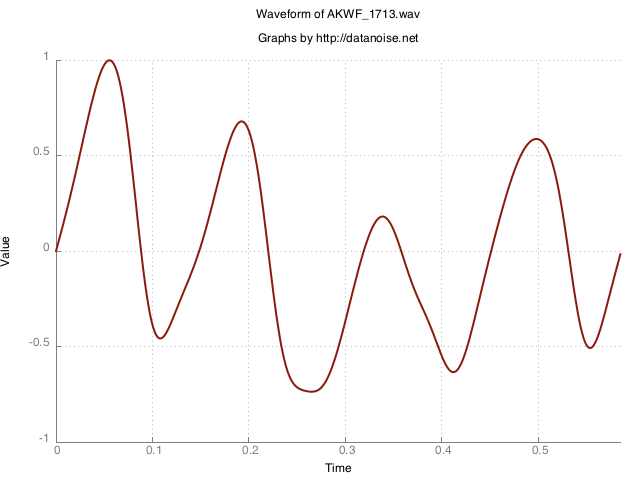 Waveform of AKWF_1713.wav
Graphs by http://datanoise.net
1
0.5
0
-0.5
-1
Value
0 0.1 0.2 0.3 0.4 0.5
Time